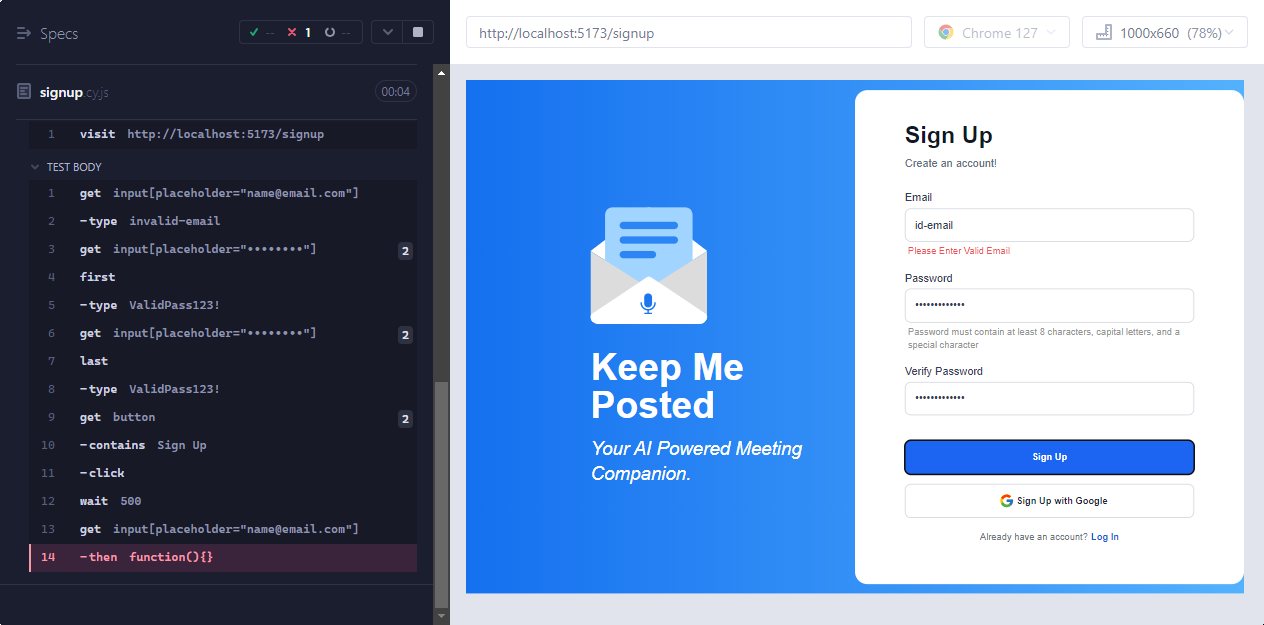 Specs
-- 1 --
signup.cy.js 00:04
1 visit http://localhost:5173/signup
TEST BODY
1 get input[placeholder="name@email.com"]
2 -type invalid-email
3 get input[placeholder="••••••••"] 2
4 first
5 -type ValidPass123!
6 get input[placeholder="••••••••"] 2
7 last
8 -type ValidPass123!
9 get button 2
10 -contains Sign Up
11 -click
12 wait 500
13 get input[placeholder="name@email.com"]
14 -then function(){}
http://localhost:5173/signup
Chrome 127
1000x660 (78%)
Keep Me
Posted
Your AI Powered Meeting
Companion.
Sign Up
Create an account!
Email
id-email
Please Enter Valid Email
Password
•••••••••••••
Password must contain at least 8 characters, capital letters, and a
special character
Verify Password
•••••••••••••
Sign Up
Sign Up with Google
Already have an account? Log In